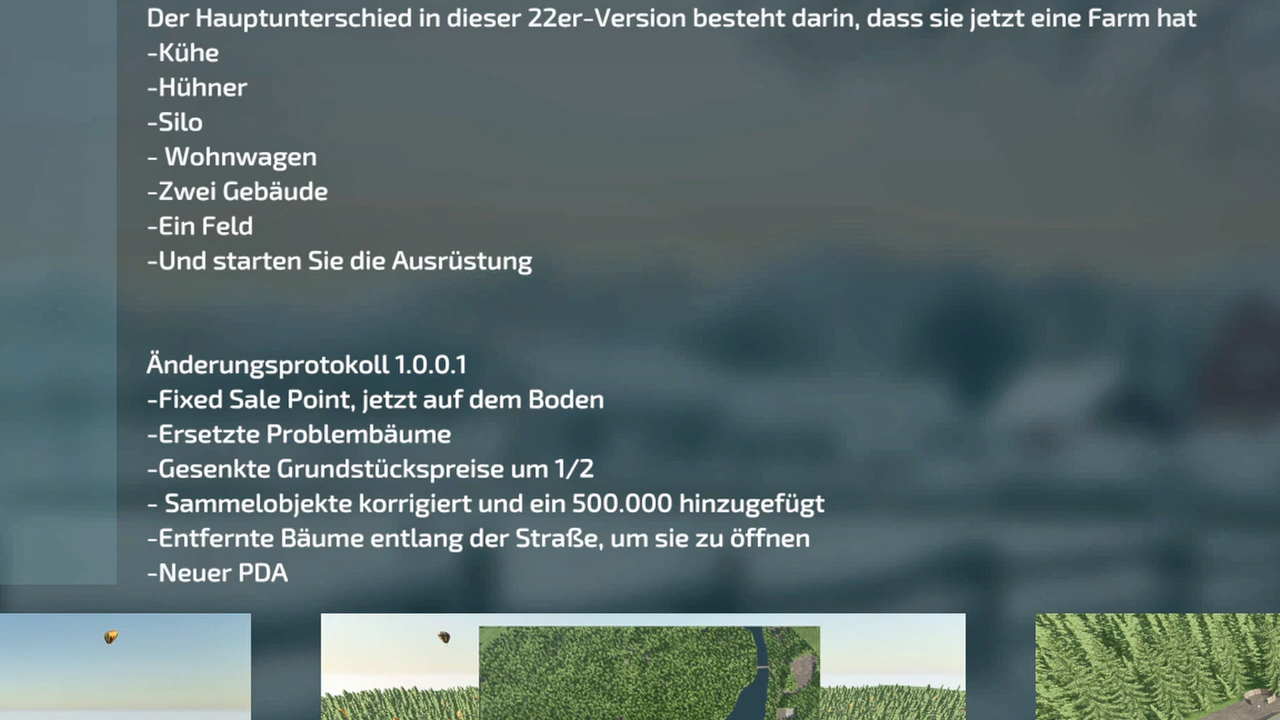 Der Hauptunterschied in dieser 22er-Version besteht darin, dass sie jetzt eine Farm hat
-Kühe
-Hühner
-Silo
- Wohnwagen
-Zwei Gebäude
-Ein Feld
-Und starten Sie die Ausrüstung
Änderungsprotokoll 1.0.0.1
-Fixed Sale Point, jetzt auf dem Boden
-Ersetzte Problembäume
-Gesenkte Grundstückspreise um 1/2
- Sammelobjekte korrigiert und ein 500.000 hinzugefügt
-Entfernte Bäume entlang der Straße, um sie zu öffnen
-Neuer PDA